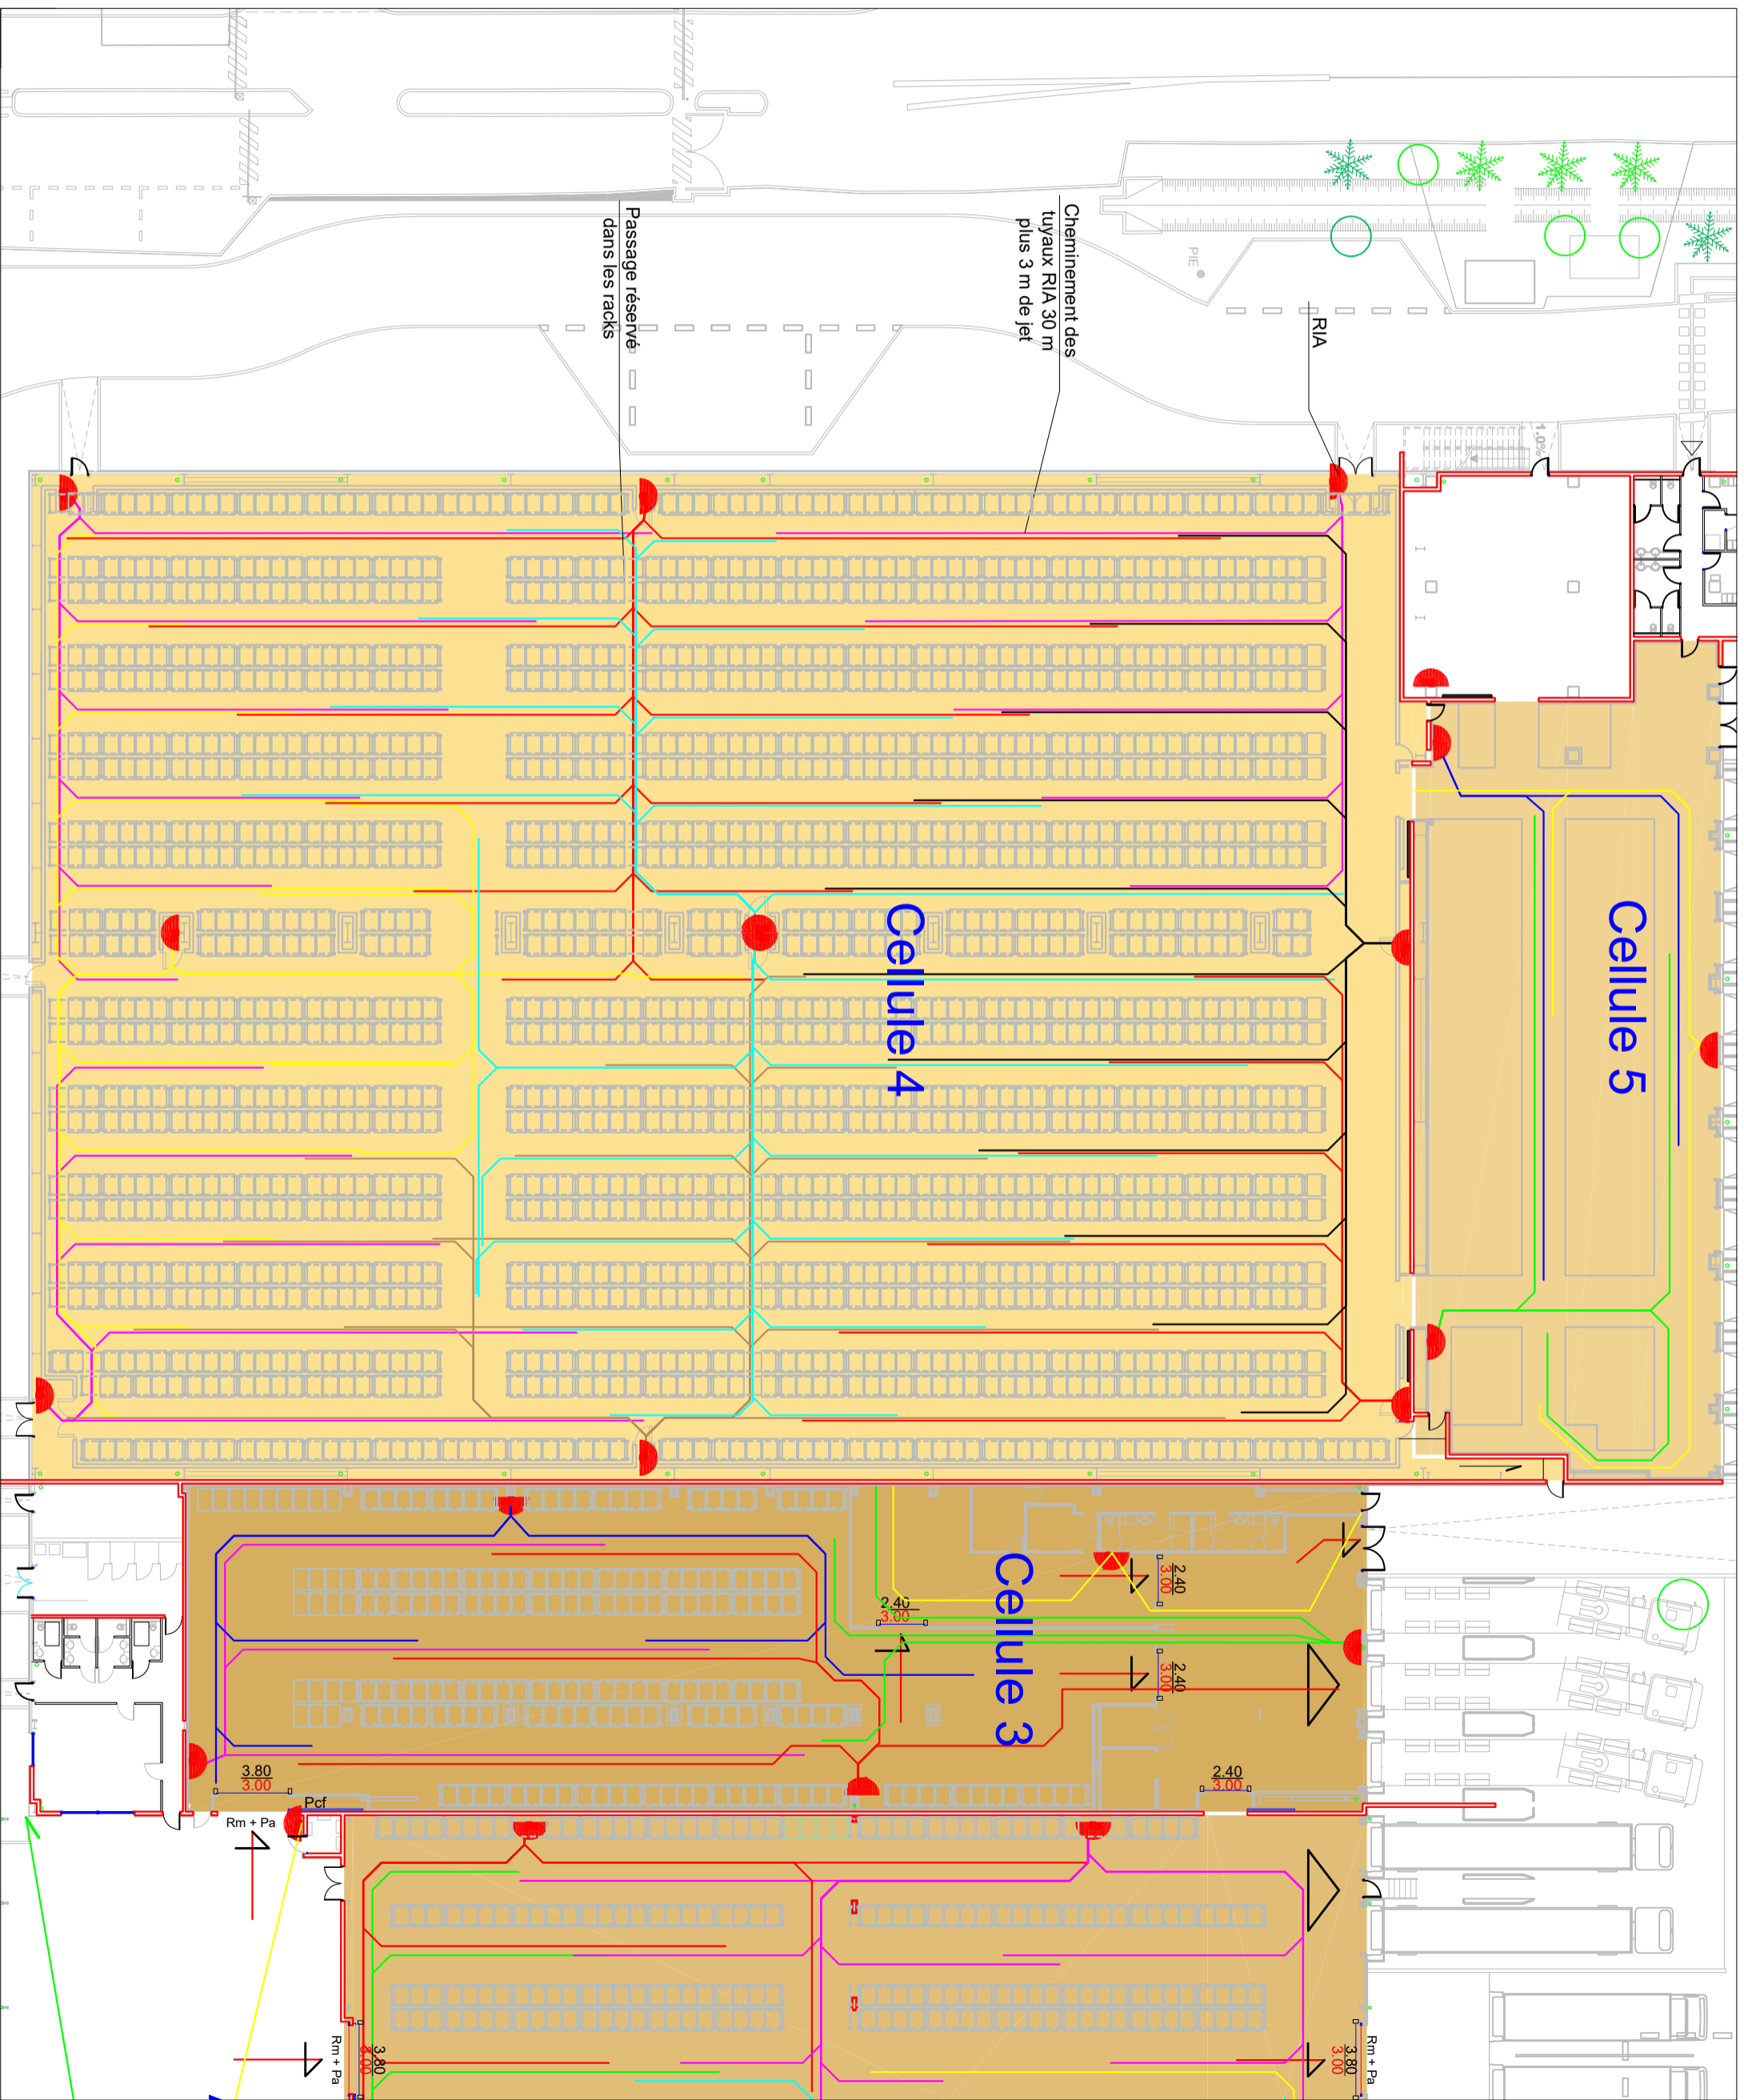 Cheminement des
tuyaux RIA 30 m
plus 3 m de jet
Passage réservé
dans les racks
RIA
PIE
1.0%
Cellule 5
Cellule 4
Cellule 3
2.40
3.00
2.40
3.00
2.40
3.00
2.40
3.00
3.80
3.00
Pcf
Rm + Pa
Rm + Pa
3.80
3.00
Rm + Pa
3.80
3.00